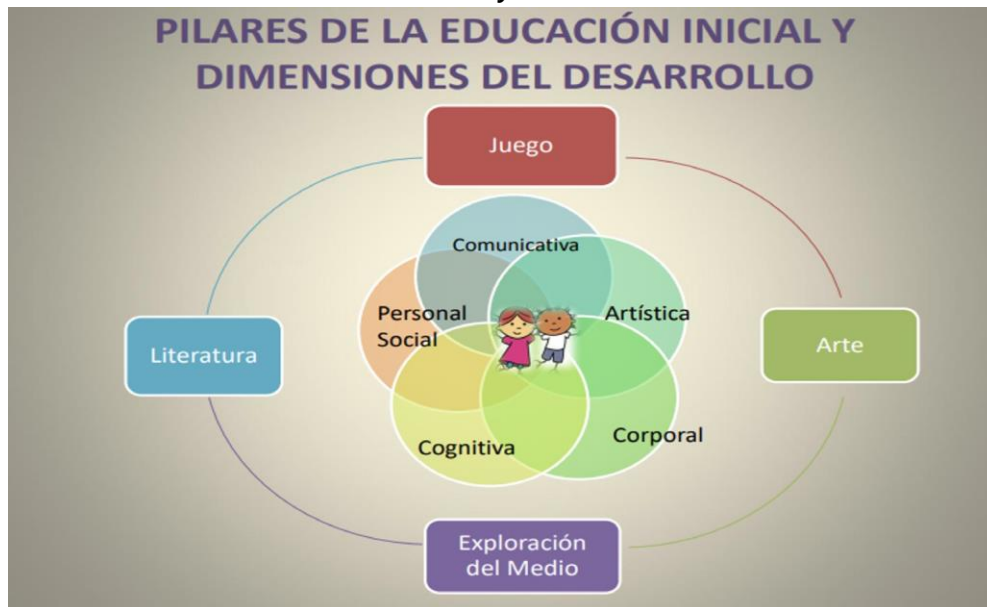 PILARES DE LA EDUCACIÓN INICIAL Y
DIMENSIONES DEL DESARROLLO
Juego
Comunicativa
Personal
Social
Artística
Literatura
Arte
Cognitiva
Corporal
Exploración
del Medio